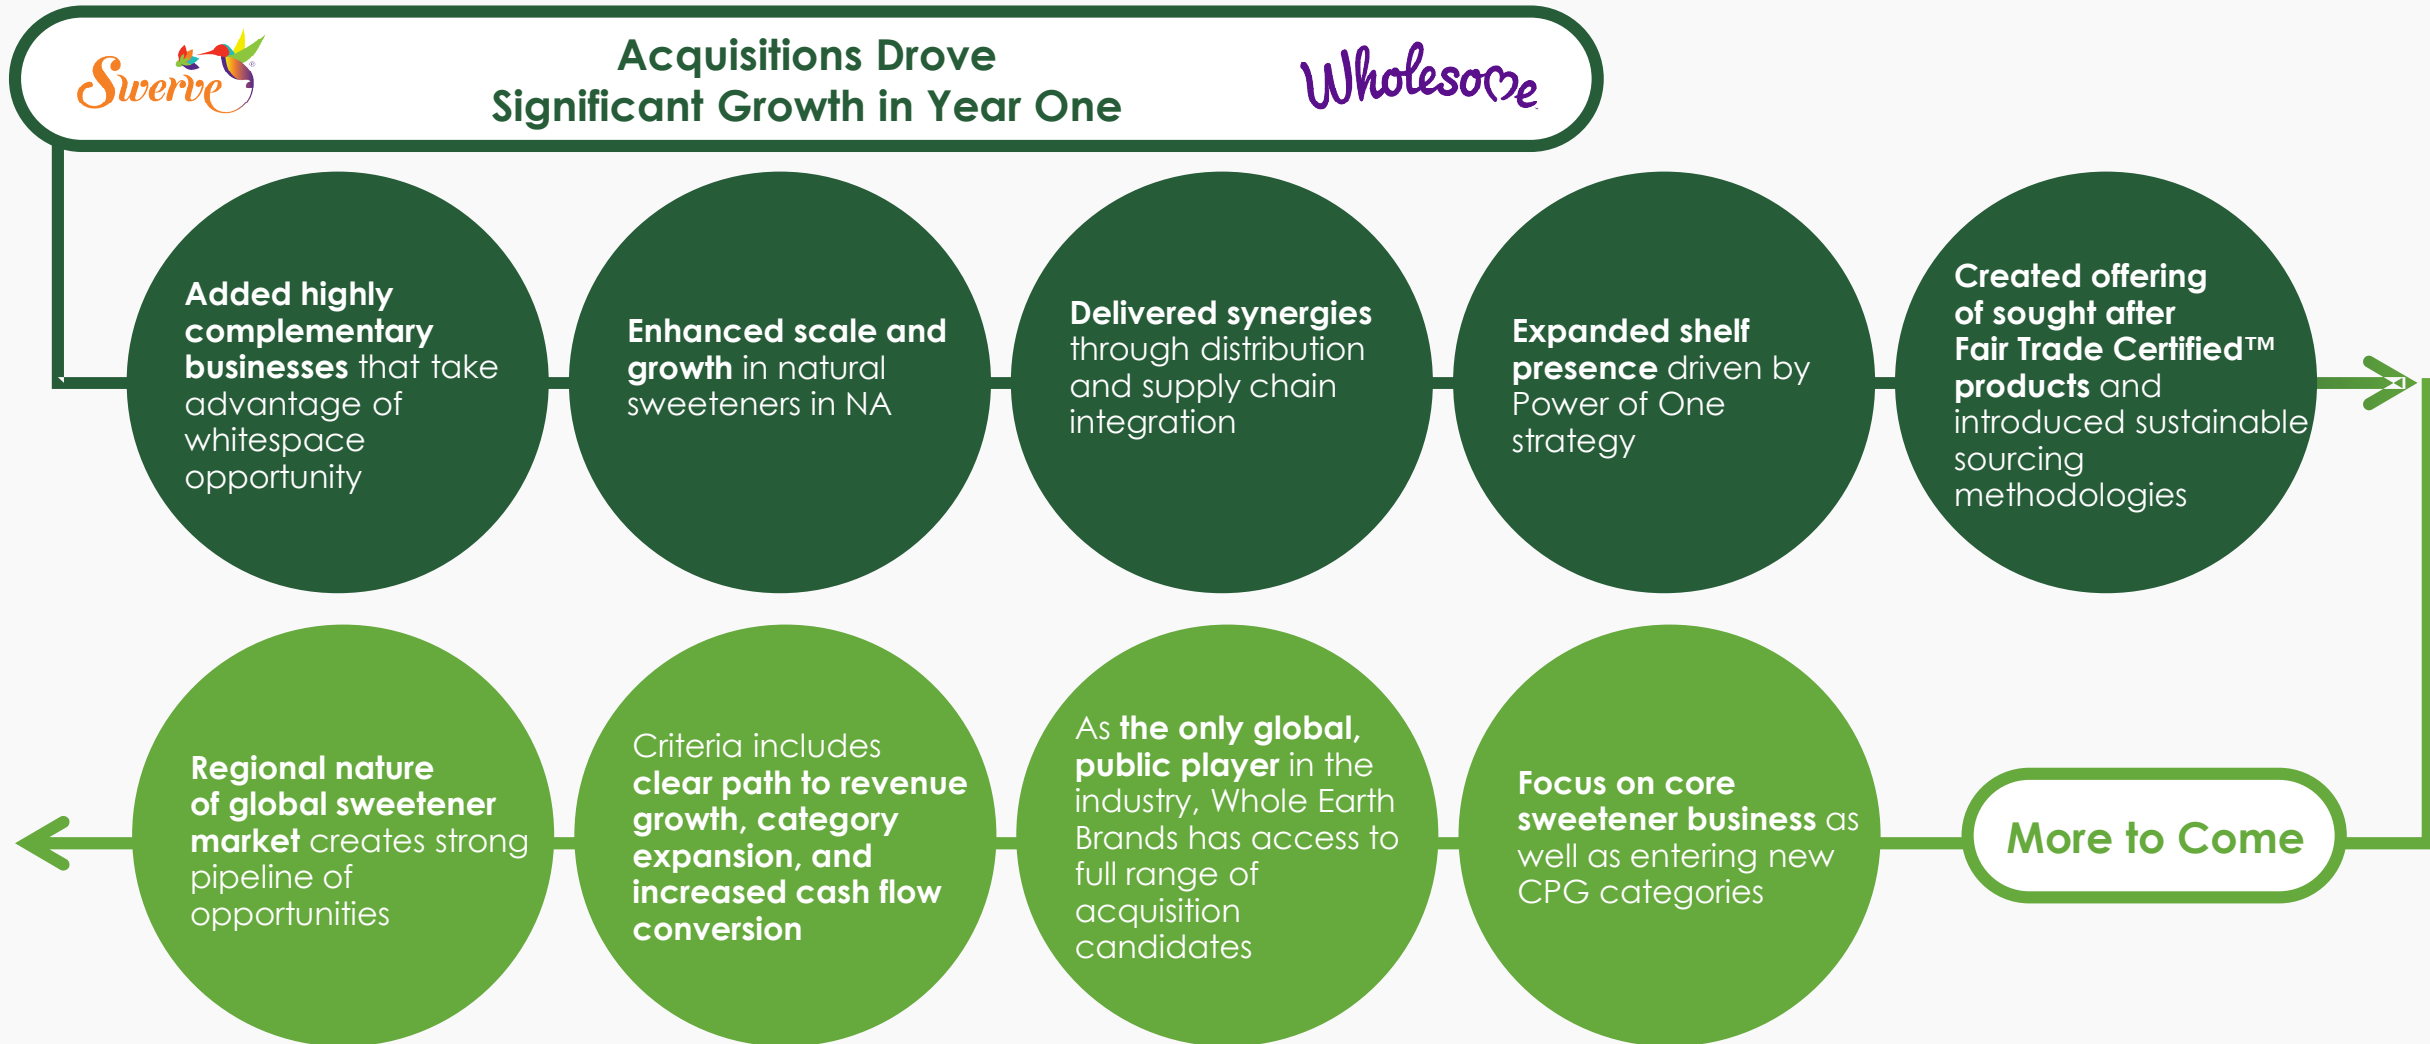 Swerve®
Acquisitions Drove
Significant Growth in Year One
Wholesome
Added highly
complementary
businesses that take
advantage of
whitespace
opportunity
Enhanced scale and
growth in natural
sweeteners in NA
Delivered synergies
through distribution
and supply chain
integration
Expanded shelf
presence driven by
Power of One
strategy
Created offering
of sought after
Fair Trade Certified™
products and
introduced sustainable
sourcing
methodologies
More to Come
Focus on core
sweetener business as
well as entering new
CPG categories
As the only global,
public player in the
industry, Whole Earth
Brands has access to
full range of
acquisition
candidates
Criteria includes
clear path to revenue
growth, category
expansion, and
increased cash flow
conversion
Regional nature
of global sweetener
market creates strong
pipeline of
opportunities